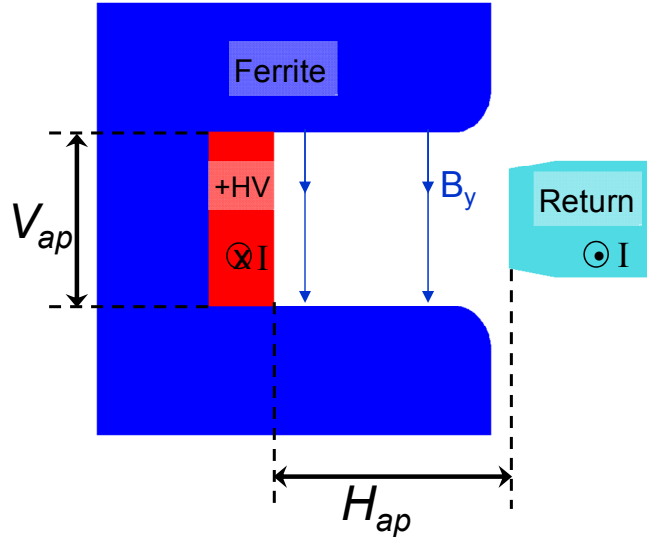 Ferrite
+HV
B_y
V_ap
Return
⊗ I
⊙ I
H_ap